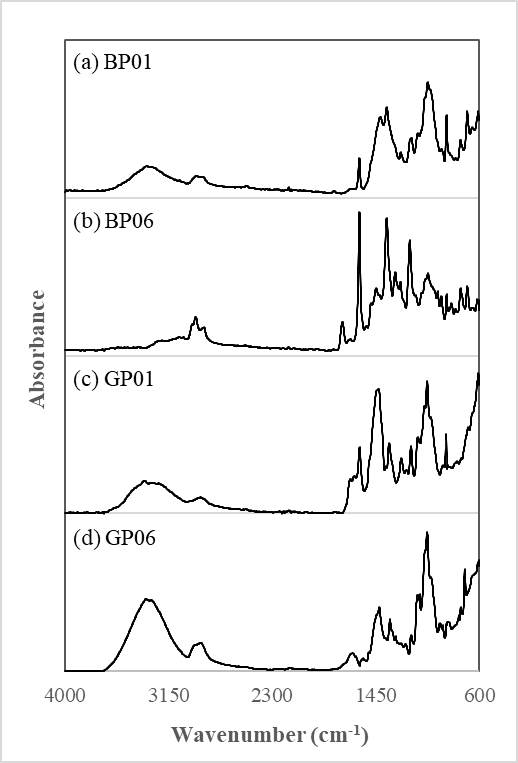 (a) BP01
(b) BP06
(c) GP01
(d) GP06
Absorbance
4000 3150 2300 1450 600
Wavenumber (cm⁻¹)